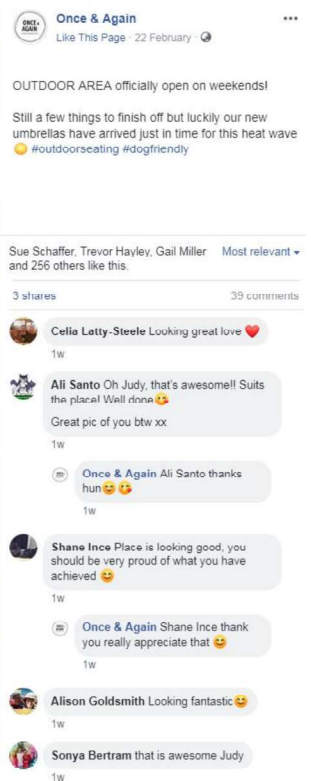 ONCE &
AGAIN
Once & Again
Like This Page · 22 February ·
OUTDOOR AREA officially open on weekends!
Still a few things to finish off but luckily our new
umbrellas have arrived just in time for this heat wave
#outdoorseating #dogfriendly
Sue Schaffer, Trevor Hayley, Gail Miller
and 256 others like this.
Most relevant
3 shares
39 comments
Celia Latty-Steele Looking great love ❤️
1w
Ali Santo Oh Judy, that's awesome!! Suits
the place! Well done 😘
Great pic of you btw xx
1w
Once & Again Ali Santo thanks
hun 😊 😘
1w
Shane Ince Place is looking good, you
should be very proud of what you have
achieved 😊
1w
Once & Again Shane Ince thank
you really appreciate that 😊
1w
Alison Goldsmith Looking fantastic 😊
1w
Sonya Bertram that is awesome Judy
1w